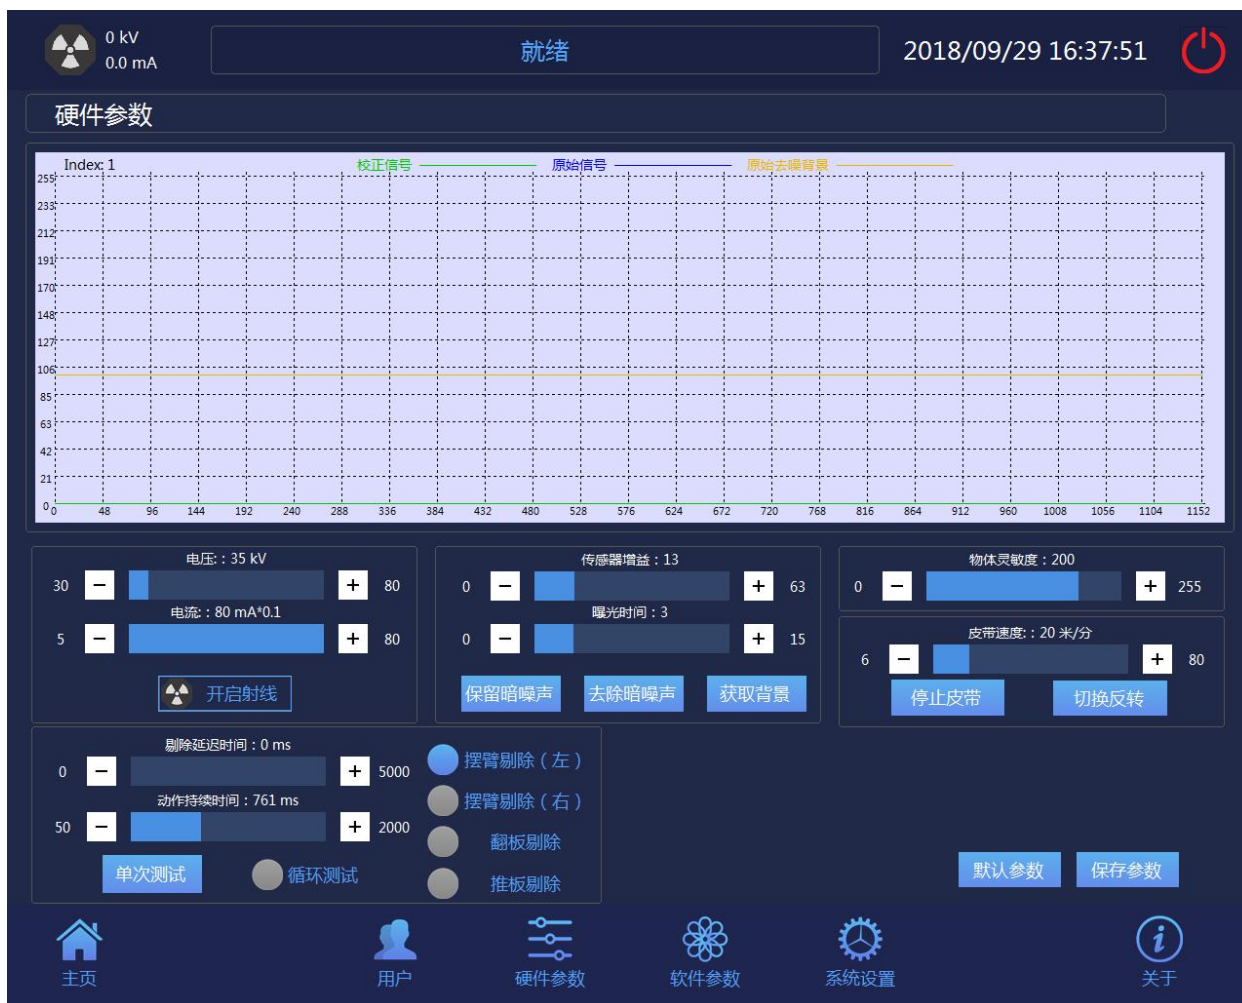 0 kV
0.0 mA
就绪
2018/09/29 16:37:51
硬件参数
Index: 1
校正信号
原始信号
原始去噪背景
255
233
212
191
170
148
127
106
85
63
42
21
0
0 48 96 144 192 240 288 336 384 432 480 528 576 624 672 720 768 816 864 912 960 1008 1056 1104 1152
电压: : 35 kV
30 − + 80
电流: : 80 mA*0.1
5 − + 80
开启射线
传感器增益 : 13
0 − + 63
曝光时间 : 3
0 − + 15
保留暗噪声 去除暗噪声 获取背景
物体灵敏度 : 200
0 − + 255
皮带速度: : 20 米/分
6 − + 80
停止皮带 切换反转
剔除延迟时间 : 0 ms
0 − + 5000
动作持续时间 : 761 ms
50 − + 2000
单次测试 循环测试
摆臂剔除 ( 左 )
摆臂剔除 ( 右 )
翻板剔除
推板剔除
默认参数 保存参数
主页 用户 硬件参数 软件参数 系统设置 关于